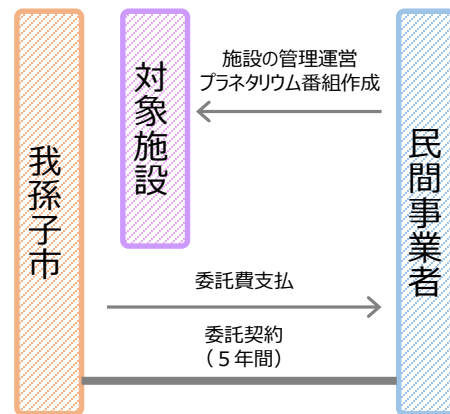 我孫子市
対象施設
施設の管理運営
プラネタリウム番組作成
民間事業者
委託費支払
委託契約
（５年間）